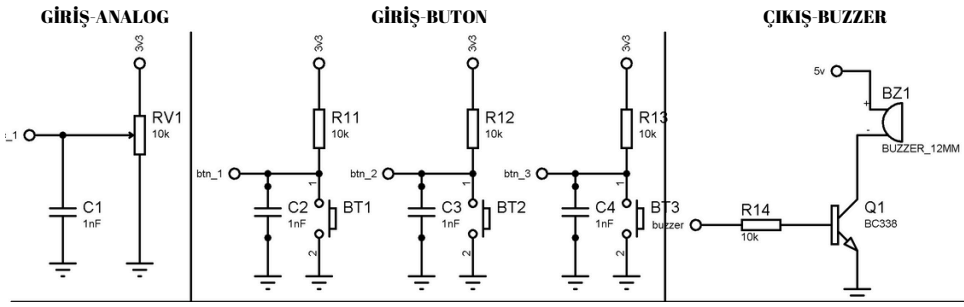 GİRİŞ-ANALOG
3v3
RV1
10k
_1
C1
1nF
GİRİŞ-BUTON
3v3
R11
10k
btn_1
C2
1nF
1
BT1
2
3v3
R12
10k
btn_2
C3
1nF
1
BT2
2
3v3
R13
10k
btn_3
C4
1nF
1
BT3
2
ÇIKIŞ-BUZZER
5v
BZ1
+
-
BUZZER_12MM
buzzer
R14
10k
Q1
BC338